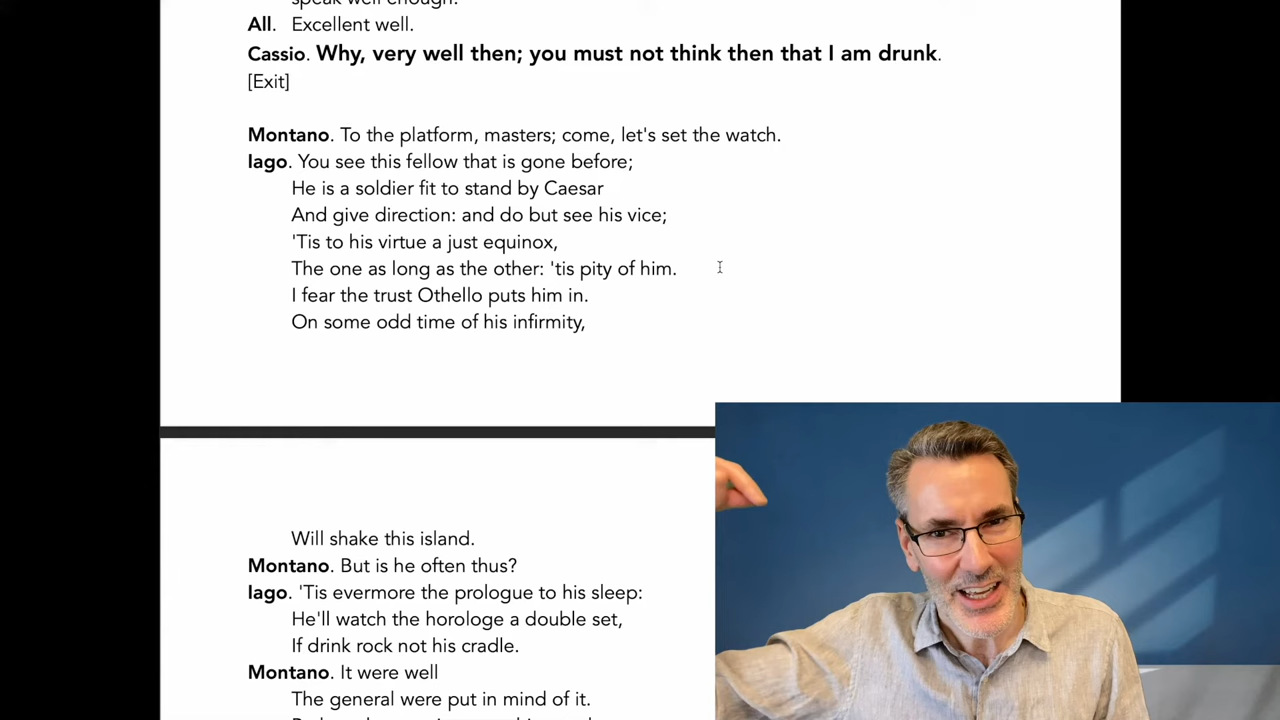 speak well enough.
All. Excellent well.
Cassio. Why, very well then; you must not think then that I am drunk.
[Exit]
Montano. To the platform, masters; come, let's set the watch.
Iago. You see this fellow that is gone before;
He is a soldier fit to stand by Caesar
And give direction: and do but see his vice;
'Tis to his virtue a just equinox,
The one as long as the other: 'tis pity of him.
I fear the trust Othello puts him in.
On some odd time of his infirmity,
Will shake this island.
Montano. But is he often thus?
Iago. 'Tis evermore the prologue to his sleep:
He'll watch the horologe a double set,
If drink rock not his cradle.
Montano. It were well
The general were put in mind of it.